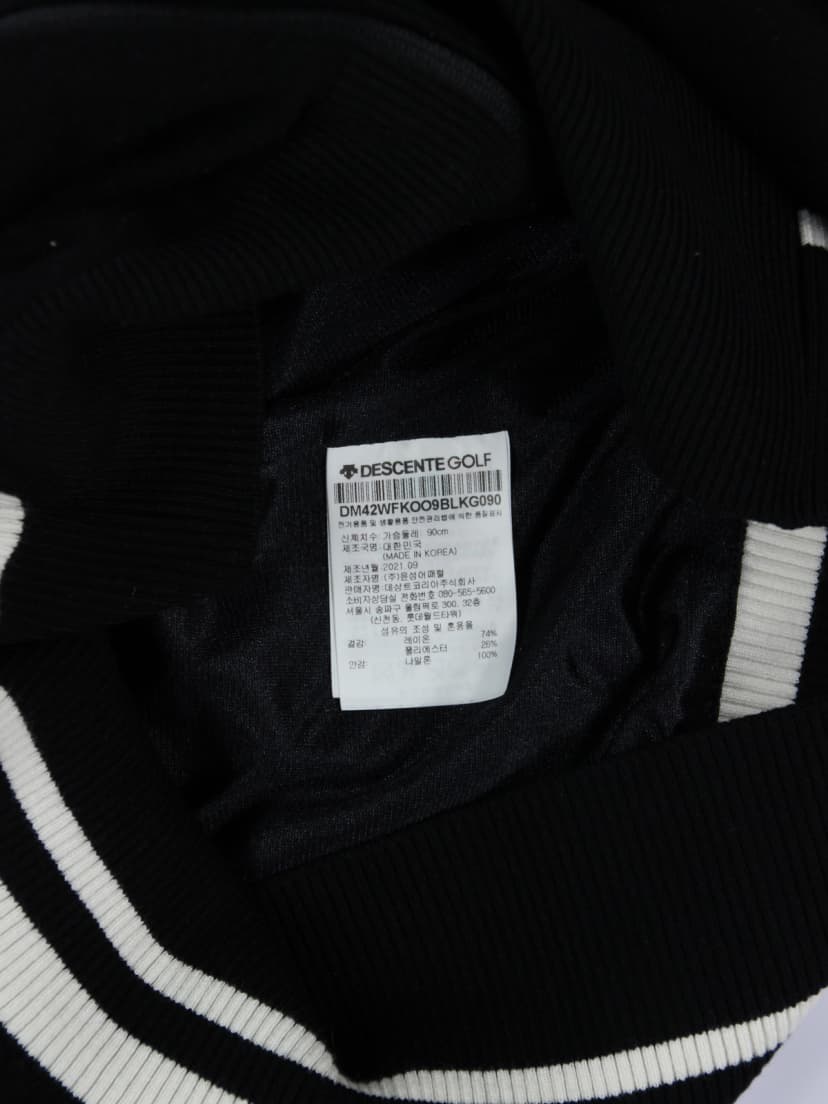 DESCENTE GOLF
DM42WFKO09BLKG090
전기용품 및 생활용품 안전관리법에 의한 품질표시
신체치수: 가슴둘레 90cm
제조국명: 대한민국
(MADE IN KOREA)
제조년월: 2021.09
제조자명: (주)윤성어패럴
판매자명: 데상트코리아주식회사
소비자상담실 전화번호 080-565-5600
서울시 송파구 올림픽로 300, 32층
(신천동, 롯데월드타워)
섬유의 조성 및 혼용율
겉감: 레이온 74%
폴리에스터 26%
안감: 나일론 100%